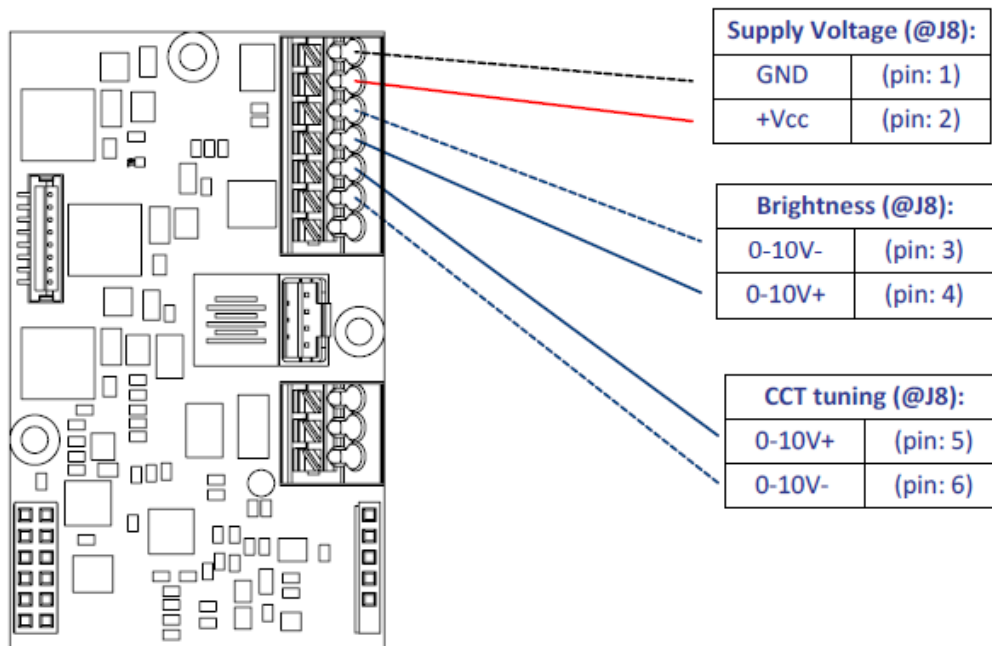 Supply Voltage (@J8):
GND (pin: 1)
+Vcc (pin: 2)
Brightness (@J8):
0-10V- (pin: 3)
0-10V+ (pin: 4)
CCT tuning (@J8):
0-10V+ (pin: 5)
0-10V- (pin: 6)